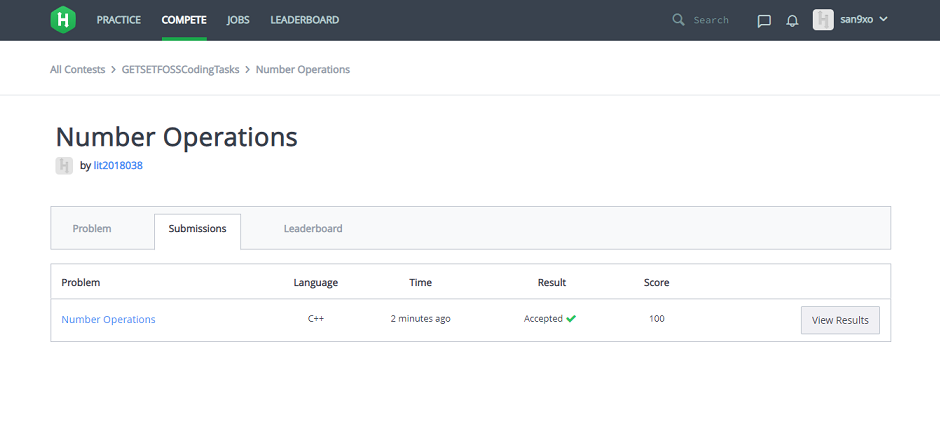 PRACTICE COMPETE JOBS LEADERBOARD Search san9xo
All Contests > GETSETFOSSCodingTasks > Number Operations
Number Operations
by lit2018038
Problem Submissions Leaderboard
Problem Language Time Result Score
Number Operations C++ 2 minutes ago Accepted 100 View Results